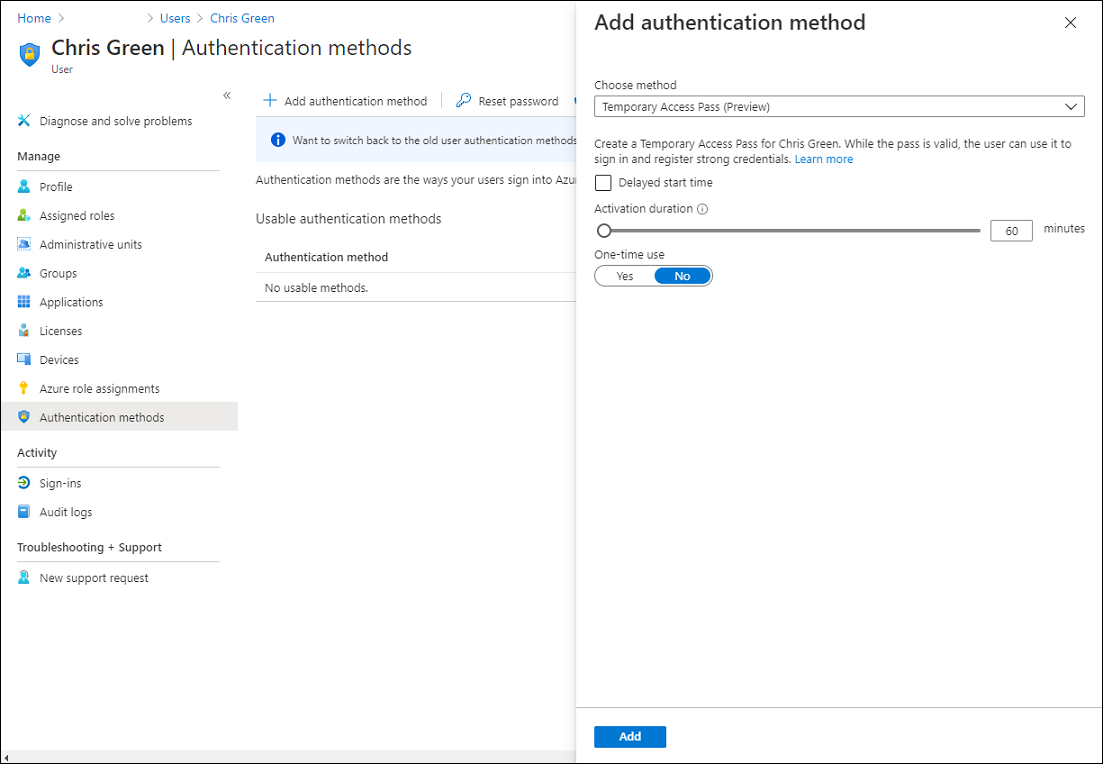 Home > > Users > Chris Green
Chris Green | Authentication methods
User
«
Diagnose and solve problems
Manage
Profile
Assigned roles
Administrative units
Groups
Applications
Licenses
Devices
Azure role assignments
Authentication methods
Activity
Sign-ins
Audit logs
Troubleshooting + Support
New support request
Add authentication method
Reset password
Want to switch back to the old user authentication methods
Authentication methods are the ways your users sign into Azu
Usable authentication methods
Authentication method
No usable methods.
Add authentication method
Choose method
Temporary Access Pass (Preview)
Create a Temporary Access Pass for Chris Green. While the pass is valid, the user can use it to
sign in and register strong credentials. Learn more
Delayed start time
Activation duration
60 minutes
One-time use
Yes No
Add